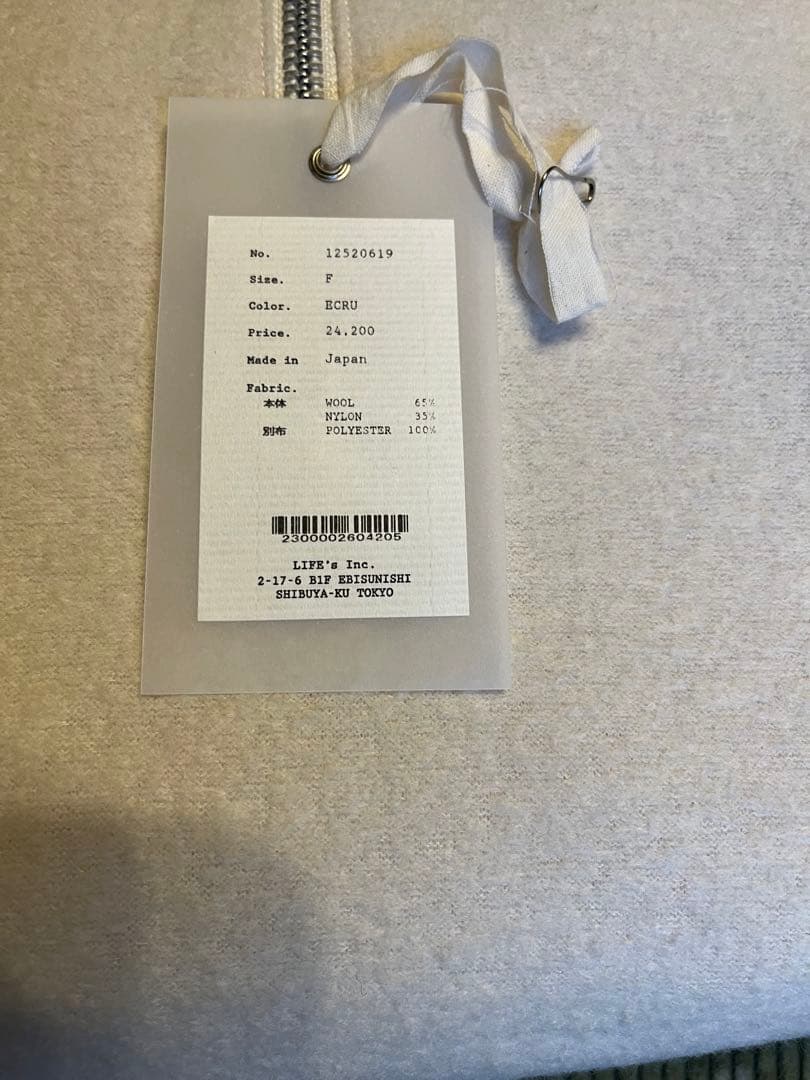 No. 12520619
Size. F
Color. ECRU
Price. 24,200
Made in Japan
Fabric.
本体 WOOL 65%
NYLON 35%
別布 POLYESTER 100%
2300002604205
LIFE's Inc.
2-17-6 B1F EBISUNISHI
SHIBUYA-KU TOKYO